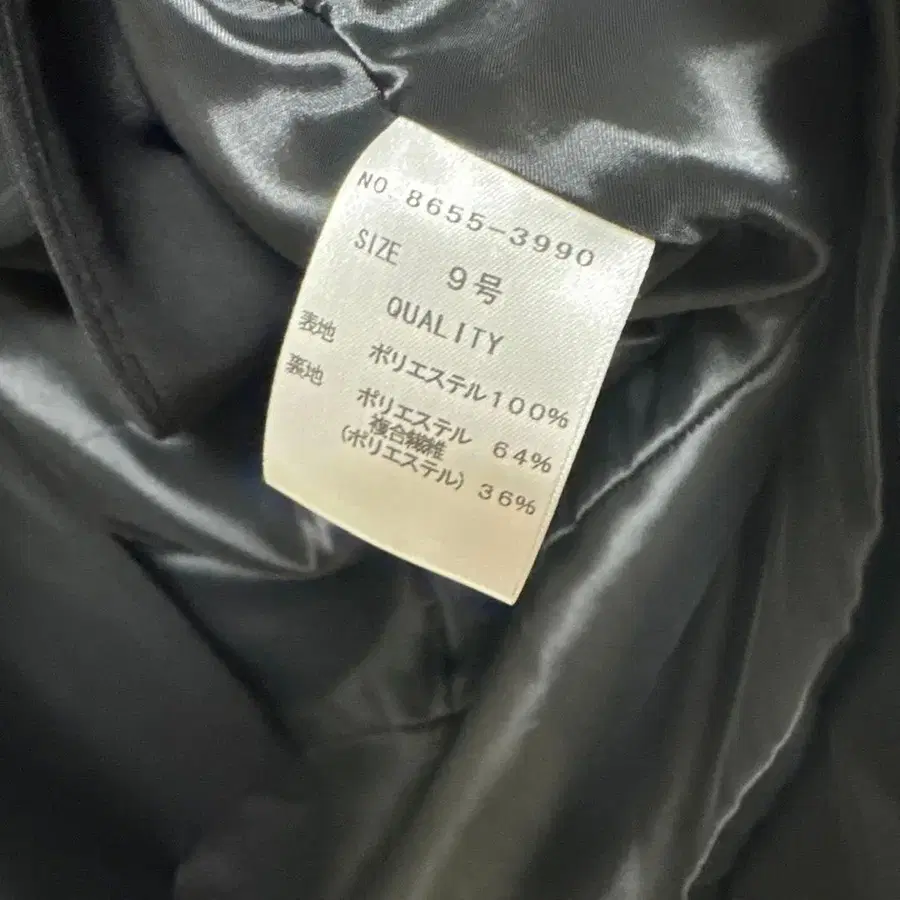 NO. 8655-3990
SIZE 9号
QUALITY
表地 ポリエステル100%
裏地 ポリエステル 64%
複合繊維
(ポリエステル) 36%